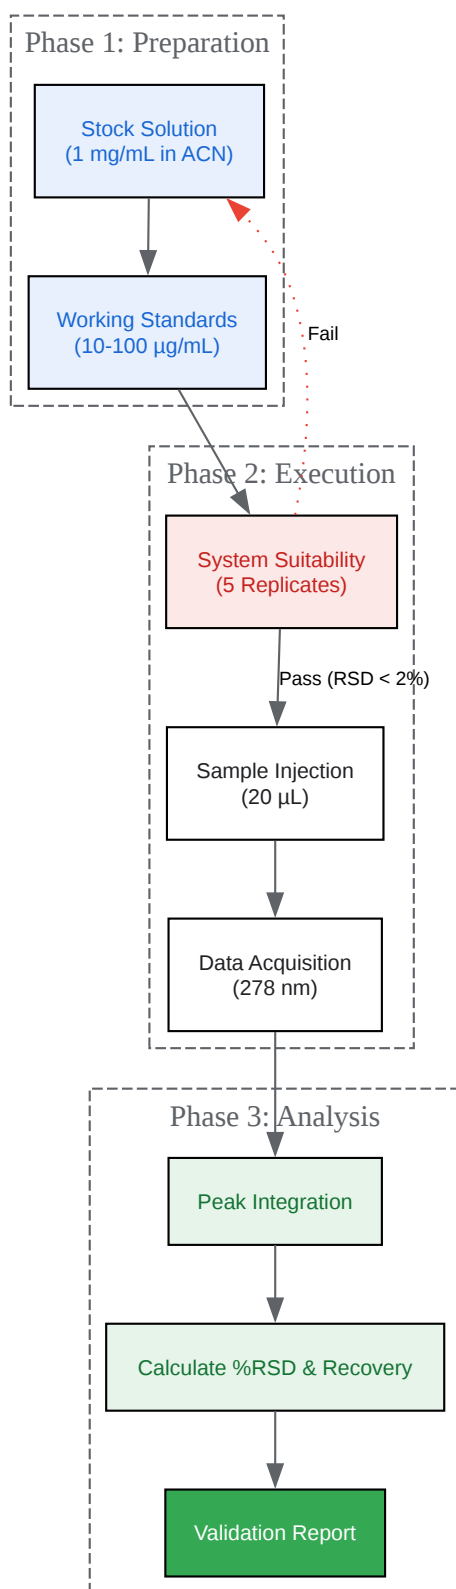 Phase 1: Preparation
Stock Solution
(1 mg/mL in ACN)
Working Standards
(10-100 µg/mL)
Fail
Phase 2: Execution
System Suitability
(5 Replicates)
Pass (RSD < 2%)
Sample Injection
(20 µL)
Data Acquisition
(278 nm)
Phase 3: Analysis
Peak Integration
Calculate %RSD & Recovery
Validation Report